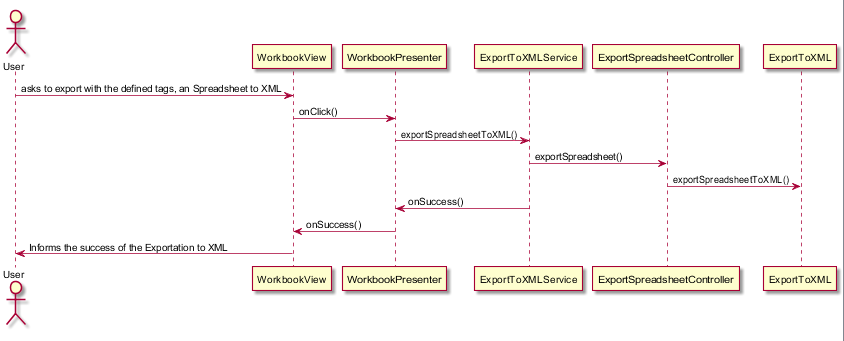 User
WorkbookView
WorkbookPresenter
ExportToXMLService
ExportSpreadsheetController
ExportToXML
asks to export with the defined tags, an Spreadsheet to XML
onClick()
exportSpreadsheetToXML()
exportSpreadsheet()
exportSpreadsheetToXML()
onSuccess()
onSuccess()
Informs the success of the Exportation to XML
User
WorkbookView
WorkbookPresenter
ExportToXMLService
ExportSpreadsheetController
ExportToXML